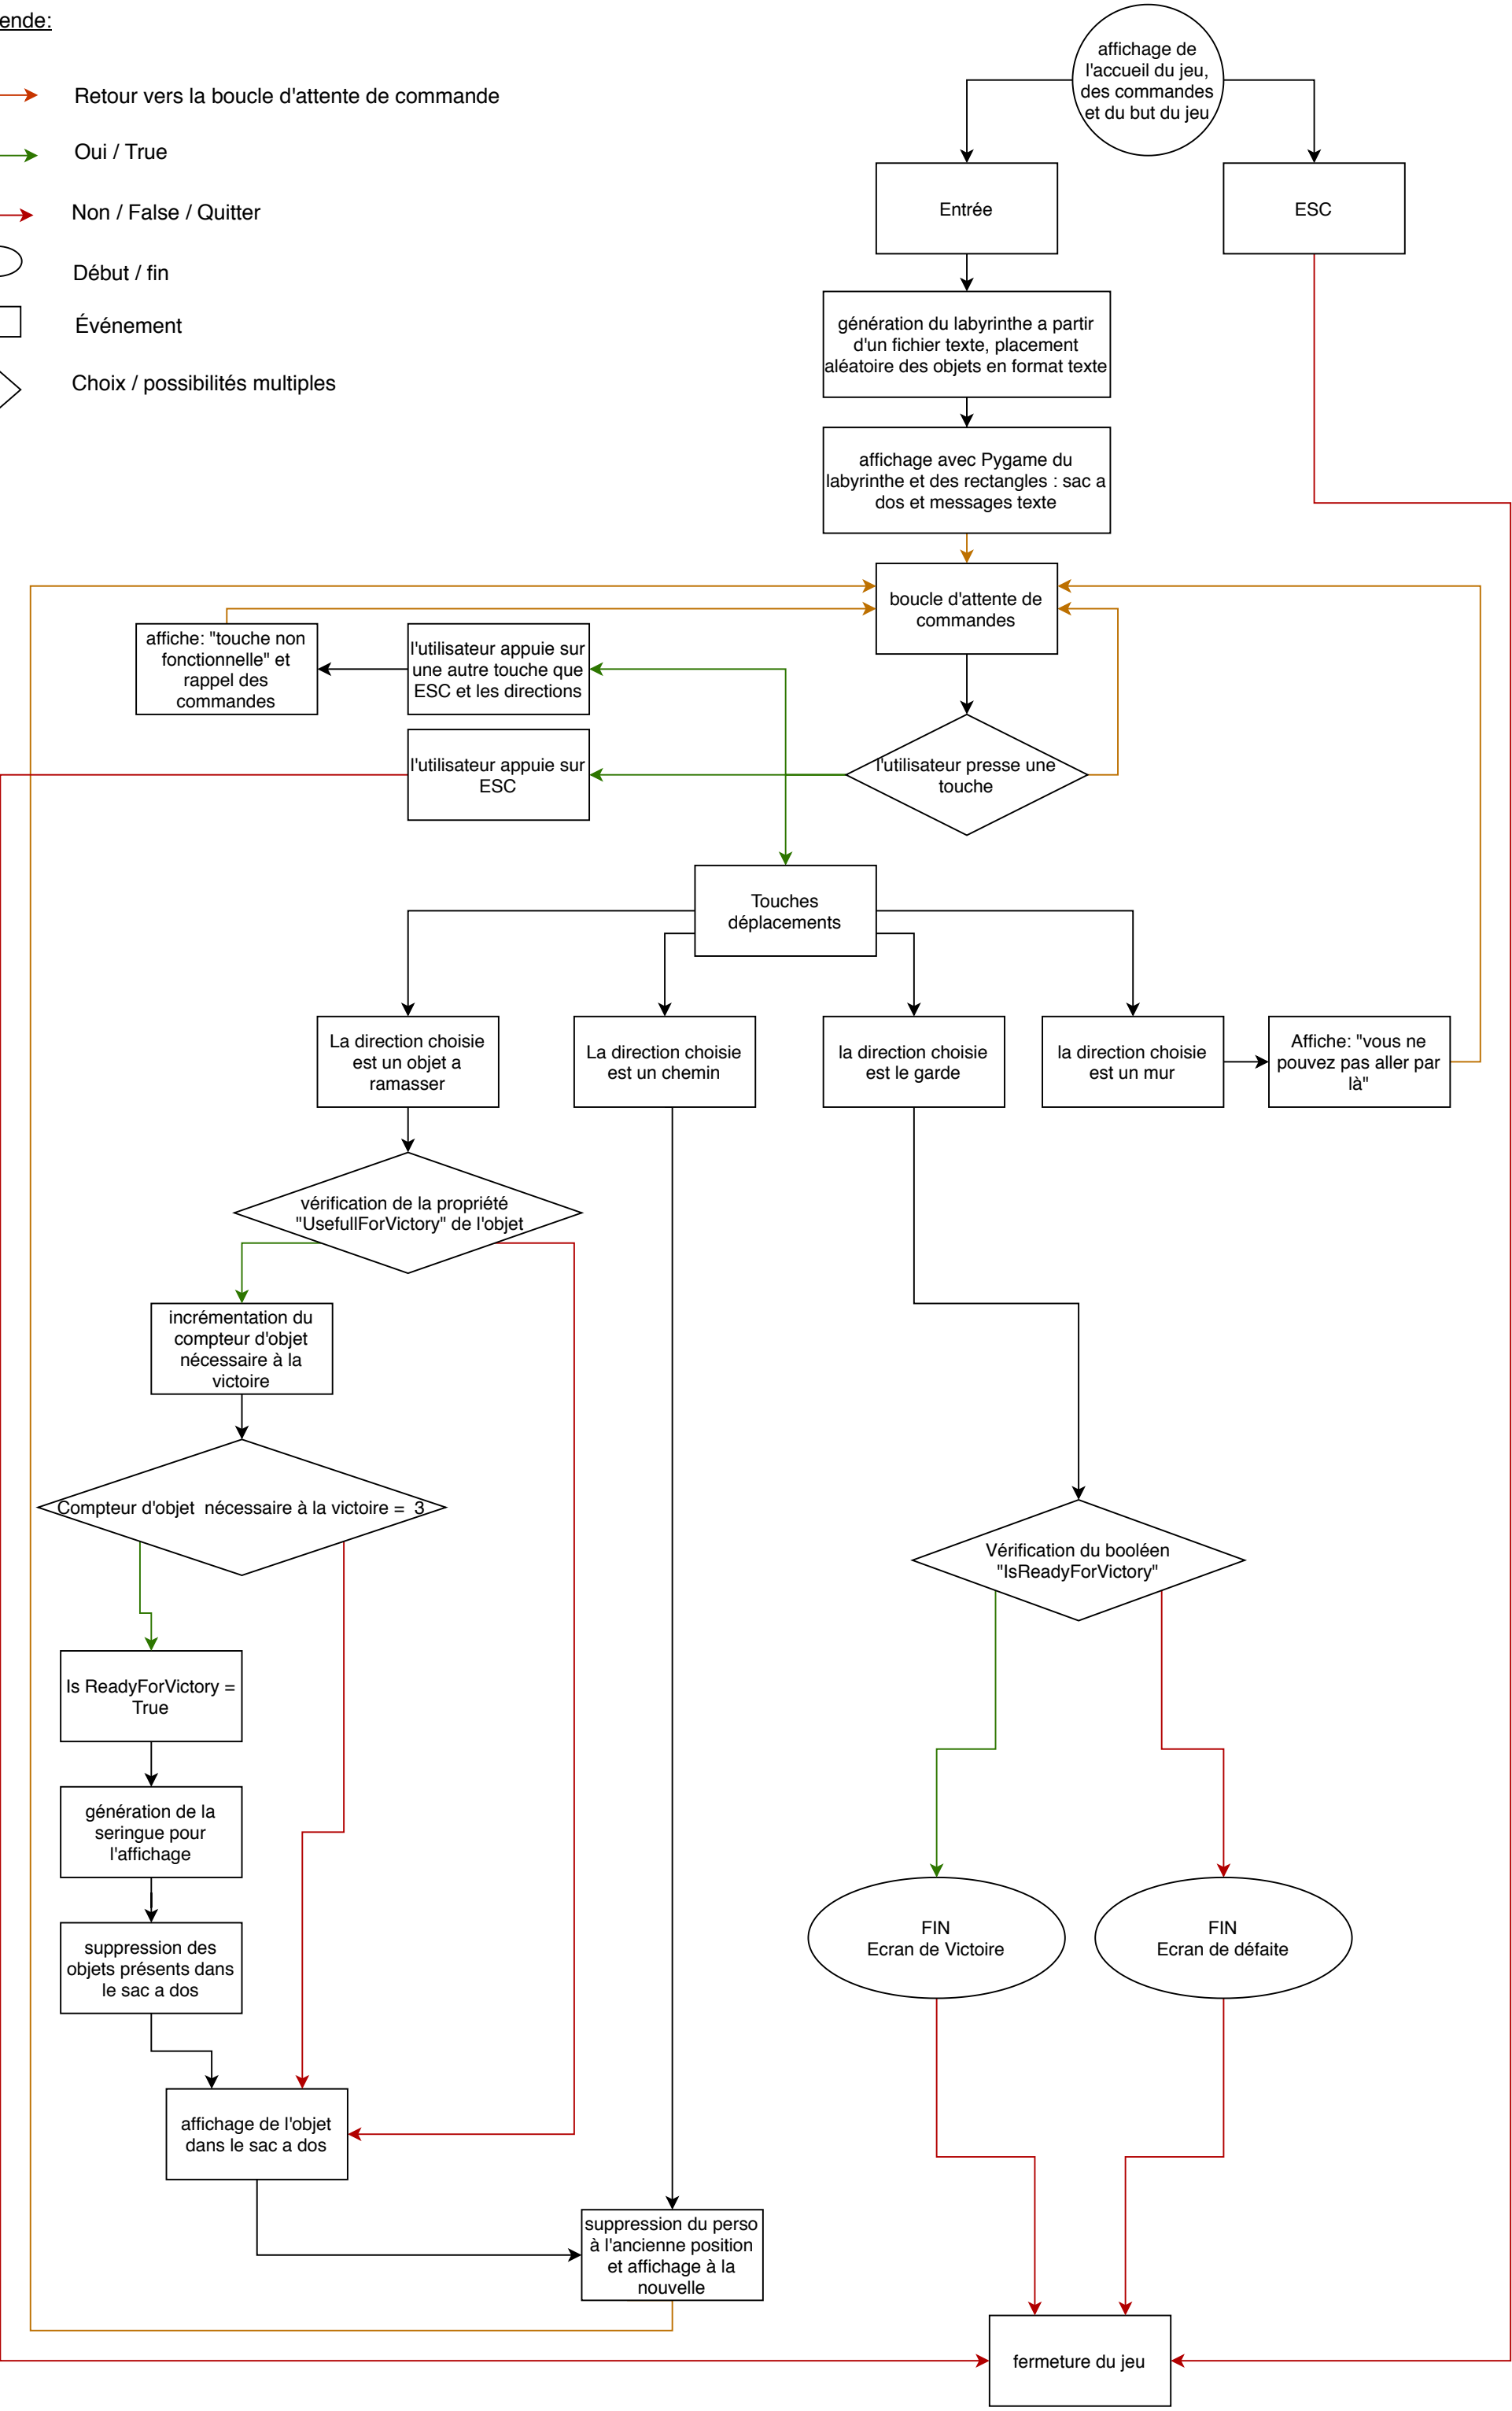 ende:
Retour vers la boucle d'attente de commande
Oui / True
Non / False / Quitter
Début / fin
Événement
Choix / possibilités multiples
affichage de
l'accueil du jeu,
des commandes
et du but du jeu
Entrée
ESC
génération du labyrinthe a partir
d'un fichier texte, placement
aléatoire des objets en format texte
affichage avec Pygame du
labyrinthe et des rectangles : sac a
dos et messages texte
boucle d'attente de
commandes
affiche: "touche non
fonctionnelle" et
rappel des
commandes
l'utilisateur appuie sur
une autre touche que
ESC et les directions
l'utilisateur appuie sur
ESC
l'utilisateur presse une
touche
Touches
déplacements
La direction choisie
est un objet a
ramasser
La direction choisie
est un chemin
la direction choisie
est le garde
la direction choisie
est un mur
Affiche: "vous ne
pouvez pas aller par
là"
vérification de la propriété
"UsefullForVictory" de l'objet
incrémentation du
compteur d'objet
nécessaire à la
victoire
Compteur d'objet  nécessaire à la victoire =  3
Vérification du booléen
"IsReadyForVictory"
Is ReadyForVictory =
True
génération de la
seringue pour
l'affichage
suppression des
objets présents dans
le sac a dos
FIN
Ecran de Victoire
FIN
Ecran de défaite
affichage de l'objet
dans le sac a dos
suppression du perso
à l'ancienne position
et affichage à la
nouvelle
fermeture du jeu